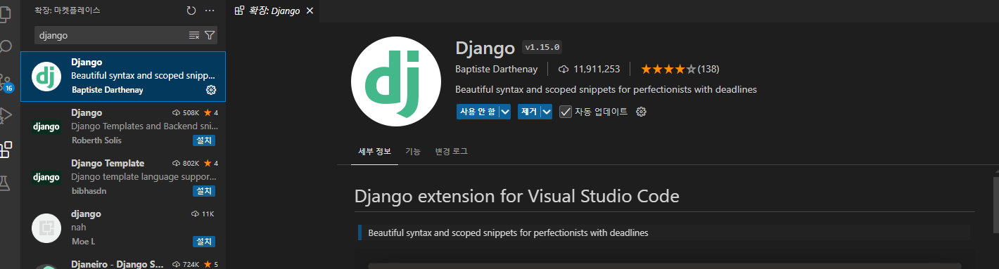 확장: 마켓플레이스
django
Django
Beautiful syntax and scoped snipp...
Baptiste Darthenay
16
Django 508K 4
django
Django Templates and Backend sni...
Roberth Solís 설치
Django Template 802K 4
django
Django template language suppor...
bibhasdn 설치
django 11K
nah
Moe L 설치
Djaneiro - Django S... 724K 5
확장: Django
dj
dj
Django v1.15.0
Baptiste Darthenay 11,911,253 (138)
Beautiful syntax and scoped snippets for perfectionists with deadlines
사용 안 함 제거 자동 업데이트
세부 정보 기능 변경 로그
Django extension for Visual Studio Code
Beautiful syntax and scoped snippets for perfectionists with deadlines